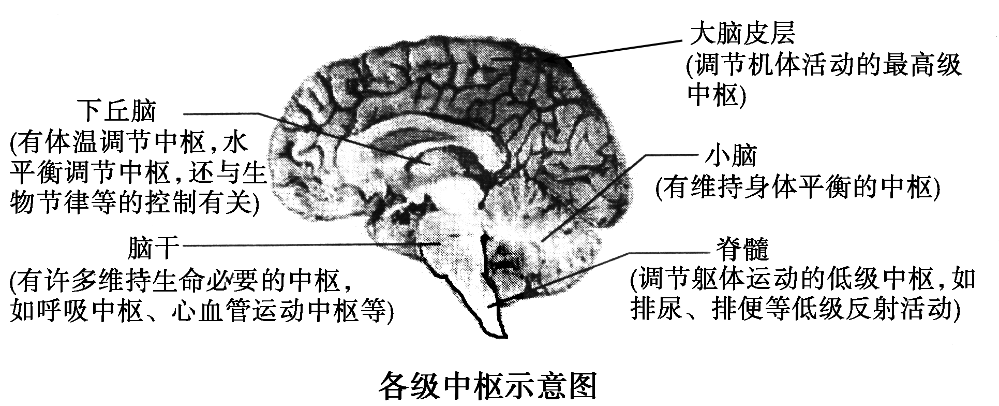 大脑皮层
(调节机体活动的最高级
中枢)
下丘脑
(有体温调节中枢,水
平衡调节中枢,还与生
物节律等的控制有关)
小脑
(有维持身体平衡的中枢)
脑干
(有许多维持生命必要的中枢,
如呼吸中枢、心血管运动中枢等)
脊髓
(调节躯体运动的低级中枢,如
排尿、排便等低级反射活动)
各级中枢示意图